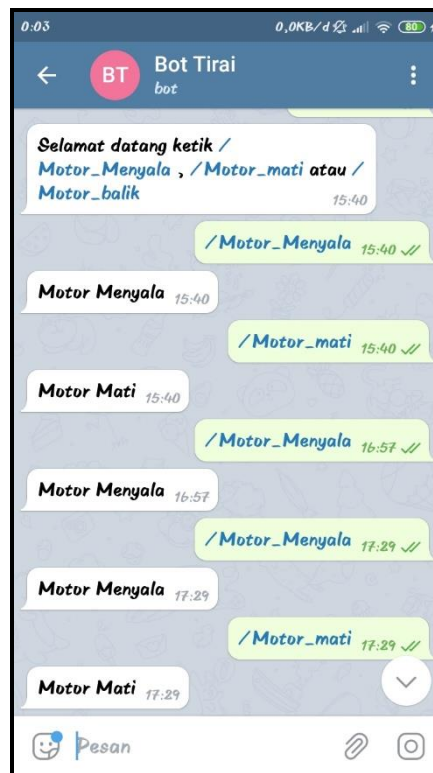 0:03 0,0KB/d 80
BT Bot Tirai
bot
Selamat datang ketik /
Motor_Menyala , /Motor_mati atau /
Motor_balik
15:40
/Motor_Menyala 15:40
Motor Menyala 15:40
/Motor_mati 15:40
Motor Mati 15:40
/Motor_Menyala 16:57
Motor Menyala 16:57
/Motor_Menyala 17:29
Motor Menyala 17:29
/Motor_mati 17:29
Motor Mati 17:29
Pesan